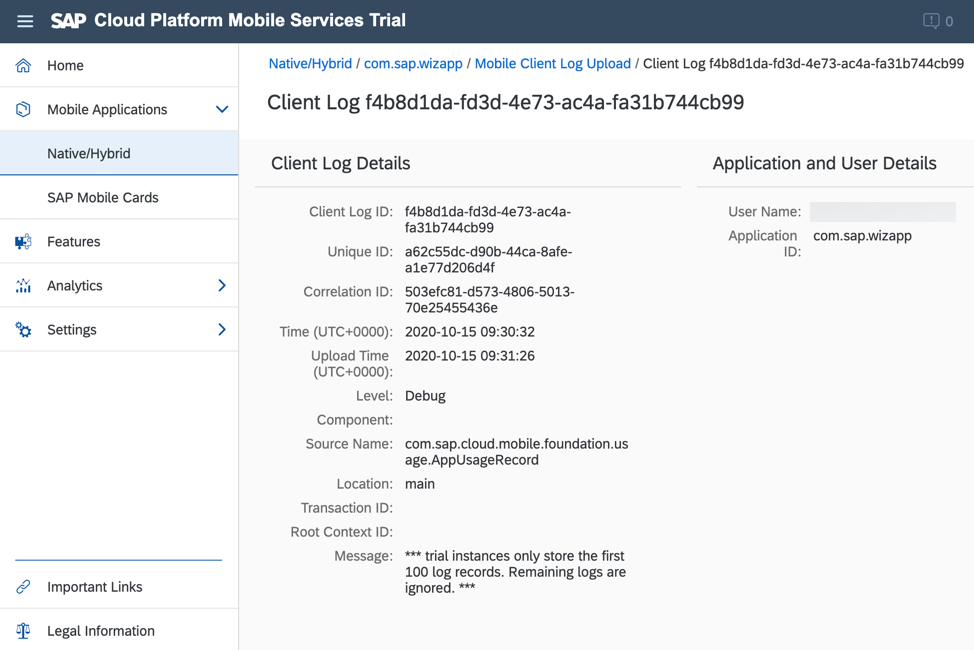 SAP Cloud Platform Mobile Services Trial
0
Home
Mobile Applications
Native/Hybrid
SAP Mobile Cards
Features
Analytics
Settings
Important Links
Legal Information
Native/Hybrid / com.sap.wizapp / Mobile Client Log Upload / Client Log f4b8d1da-fd3d-4e73-ac4a-fa31b744cb99
Client Log f4b8d1da-fd3d-4e73-ac4a-fa31b744cb99
Client Log Details
Client Log ID: f4b8d1da-fd3d-4e73-ac4a-
fa31b744cb99
Unique ID: a62c55dc-d90b-44ca-8afe-
a1e77d206d4f
Correlation ID: 503efc81-d573-4806-5013-
70e25455436e
Time (UTC+0000): 2020-10-15 09:30:32
Upload Time 2020-10-15 09:31:26
(UTC+0000):
Level: Debug
Component:
Source Name: com.sap.cloud.mobile.foundation.us
age.AppUsageRecord
Location: main
Transaction ID:
Root Context ID:
Message: *** trial instances only store the first
100 log records. Remaining logs are
ignored. ***
Application and User Details
User Name:
Application com.sap.wizapp
ID: